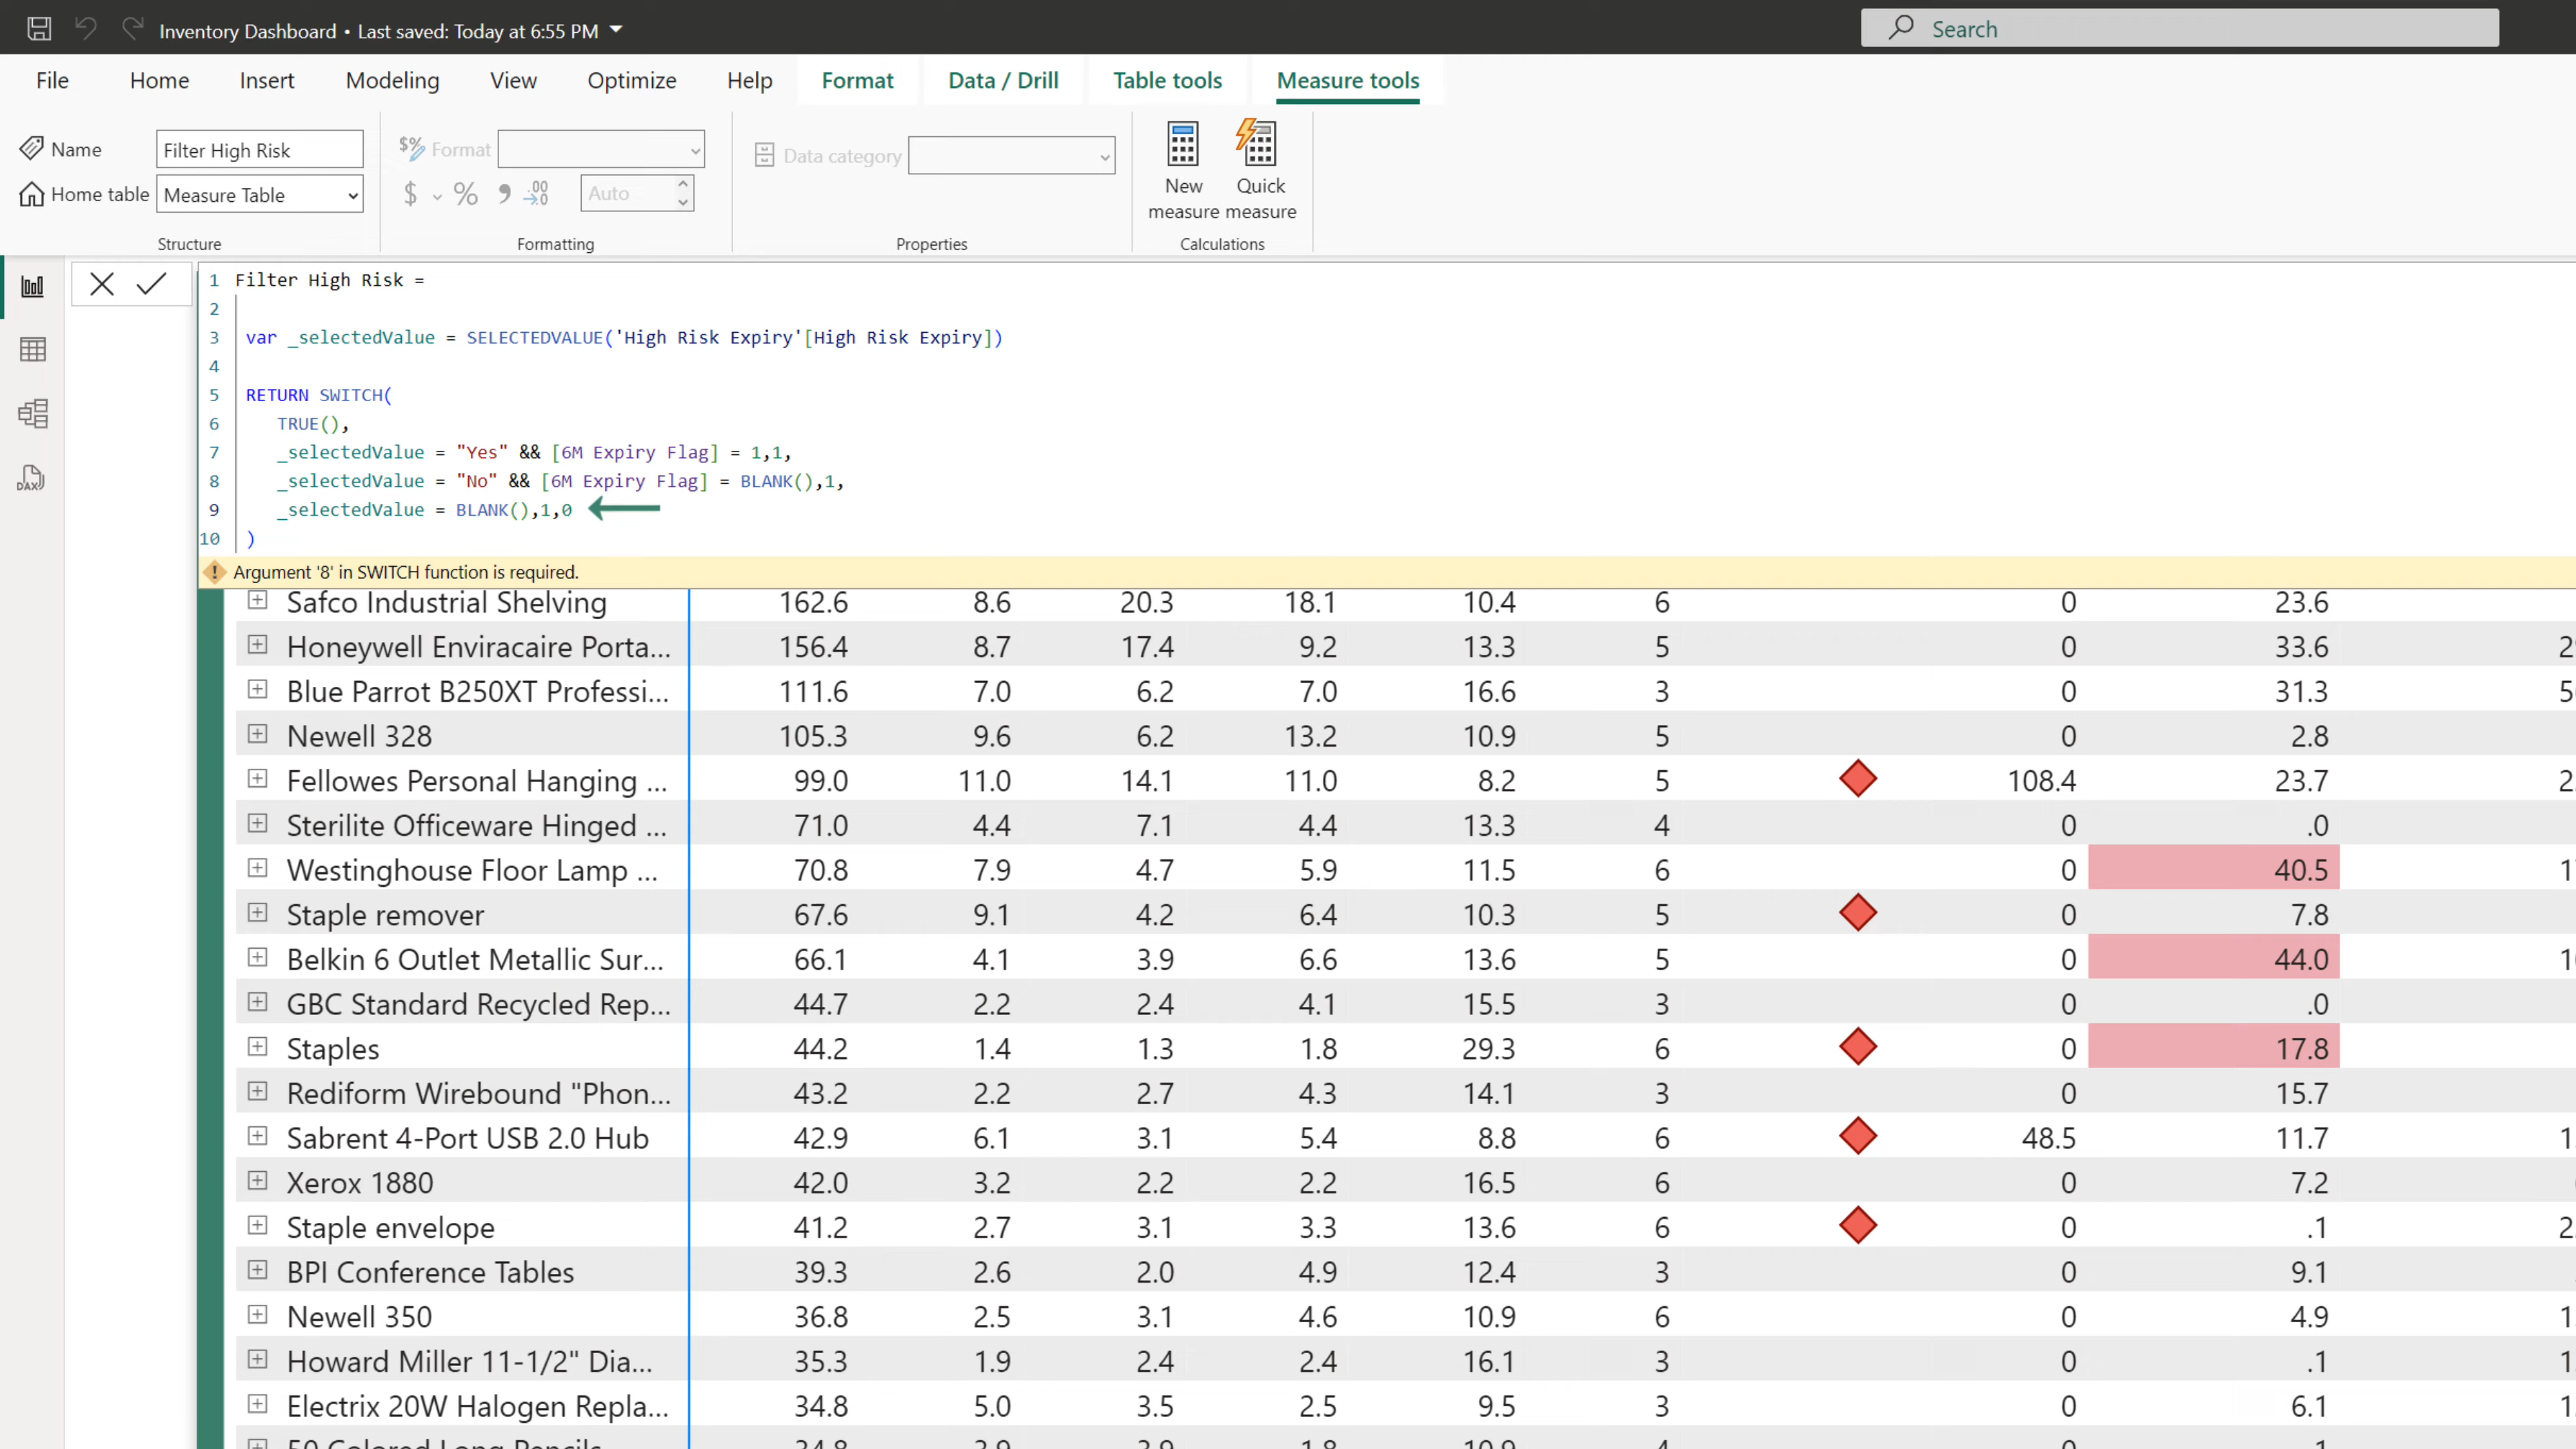 Inventory Dashboard • Last saved: Today at 6:55 PM
Search
File Home Insert Modeling View Optimize Help Format Data / Drill Table tools Measure tools
Name Filter High Risk
Home table Measure Table
Structure
$% Format
$ % , .00 →.0 Auto
Formatting
Data category
Properties
New measure
Quick measure
Calculations
DAX
1 Filter High Risk =
2
3 var _selectedValue = SELECTEDVALUE('High Risk Expiry'[High Risk Expiry])
4
5 RETURN SWITCH(
6 TRUE(),
7 _selectedValue = "Yes" && [6M Expiry Flag] = 1,1,
8 _selectedValue = "No" && [6M Expiry Flag] = BLANK(),1,
9 _selectedValue = BLANK(),1,0
10 )
Argument '8' in SWITCH function is required.
Safco Industrial Shelving 162.6 8.6 20.3 18.1 10.4 6 0 23.6
Honeywell Enviracaire Porta... 156.4 8.7 17.4 9.2 13.3 5 0 33.6 2
Blue Parrot B250XT Professi... 111.6 7.0 6.2 7.0 16.6 3 0 31.3 5
Newell 328 105.3 9.6 6.2 13.2 10.9 5 0 2.8
Fellowes Personal Hanging ... 99.0 11.0 14.1 11.0 8.2 5 108.4 23.7 2
Sterilite Officeware Hinged ... 71.0 4.4 7.1 4.4 13.3 4 0 .0
Westinghouse Floor Lamp ... 70.8 7.9 4.7 5.9 11.5 6 0 40.5 1
Staple remover 67.6 9.1 4.2 6.4 10.3 5 0 7.8
Belkin 6 Outlet Metallic Sur... 66.1 4.1 3.9 6.6 13.6 5 0 44.0 1
GBC Standard Recycled Rep... 44.7 2.2 2.4 4.1 15.5 3 0 .0
Staples 44.2 1.4 1.3 1.8 29.3 6 0 17.8
Rediform Wirebound "Phon... 43.2 2.2 2.7 4.3 14.1 3 0 15.7
Sabrent 4-Port USB 2.0 Hub 42.9 6.1 3.1 5.4 8.8 6 48.5 11.7 1
Xerox 1880 42.0 3.2 2.2 2.2 16.5 6 0 7.2
Staple envelope 41.2 2.7 3.1 3.3 13.6 6 0 .1 2
BPI Conference Tables 39.3 2.6 2.0 4.9 12.4 3 0 9.1
Newell 350 36.8 2.5 3.1 4.6 10.9 6 0 4.9 1
Howard Miller 11-1/2" Dia... 35.3 1.9 2.4 2.4 16.1 3 0 .1 1
Electrix 20W Halogen Repla... 34.8 5.0 3.5 2.5 9.5 3 0 6.1 1
50 Colored Long Pencils